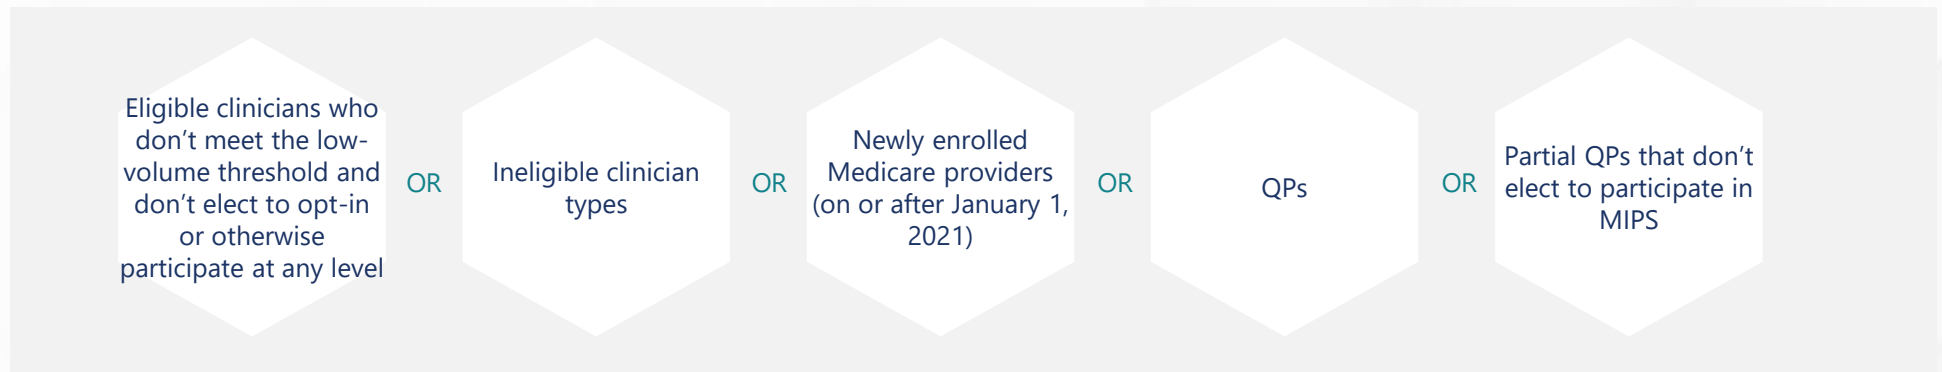 Eligible clinicians who
don't meet the low-
volume threshold and
don't elect to opt-in
or otherwise
participate at any level
OR
Ineligible clinician
types
OR
Newly enrolled
Medicare providers
(on or after January 1,
2021)
OR
QPs
OR
Partial QPs that don't
elect to participate in
MIPS